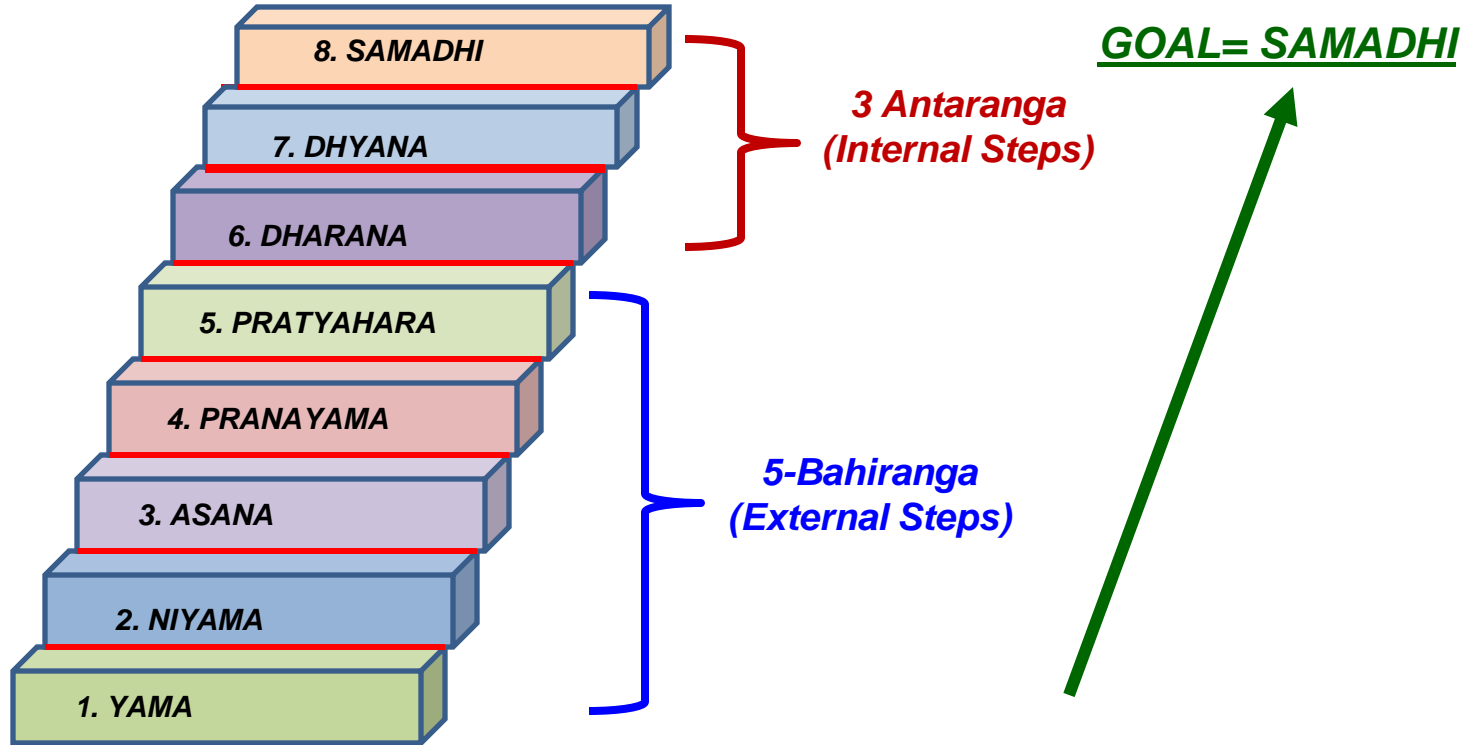 8. SAMADHI
7. DHYANA
6. DHARANA
5. PRATYAHARA
4. PRANAYAMA
3. ASANA
2. NIYAMA
1. YAMA
3 Antaranga
(Internal Steps)
5-Bahiranga
(External Steps)
GOAL= SAMADHI